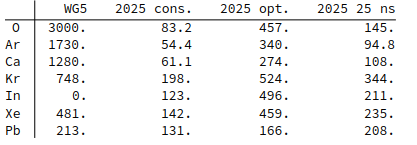 WG5 2025 cons. 2025 opt. 2025 25 ns
O 3000. 83.2 457. 145.
Ar 1730. 54.4 340. 94.8
Ca 1280. 61.1 274. 108.
Kr 748. 198. 524. 344.
In 0. 123. 496. 211.
Xe 481. 142. 459. 235.
Pb 213. 131. 166. 208.